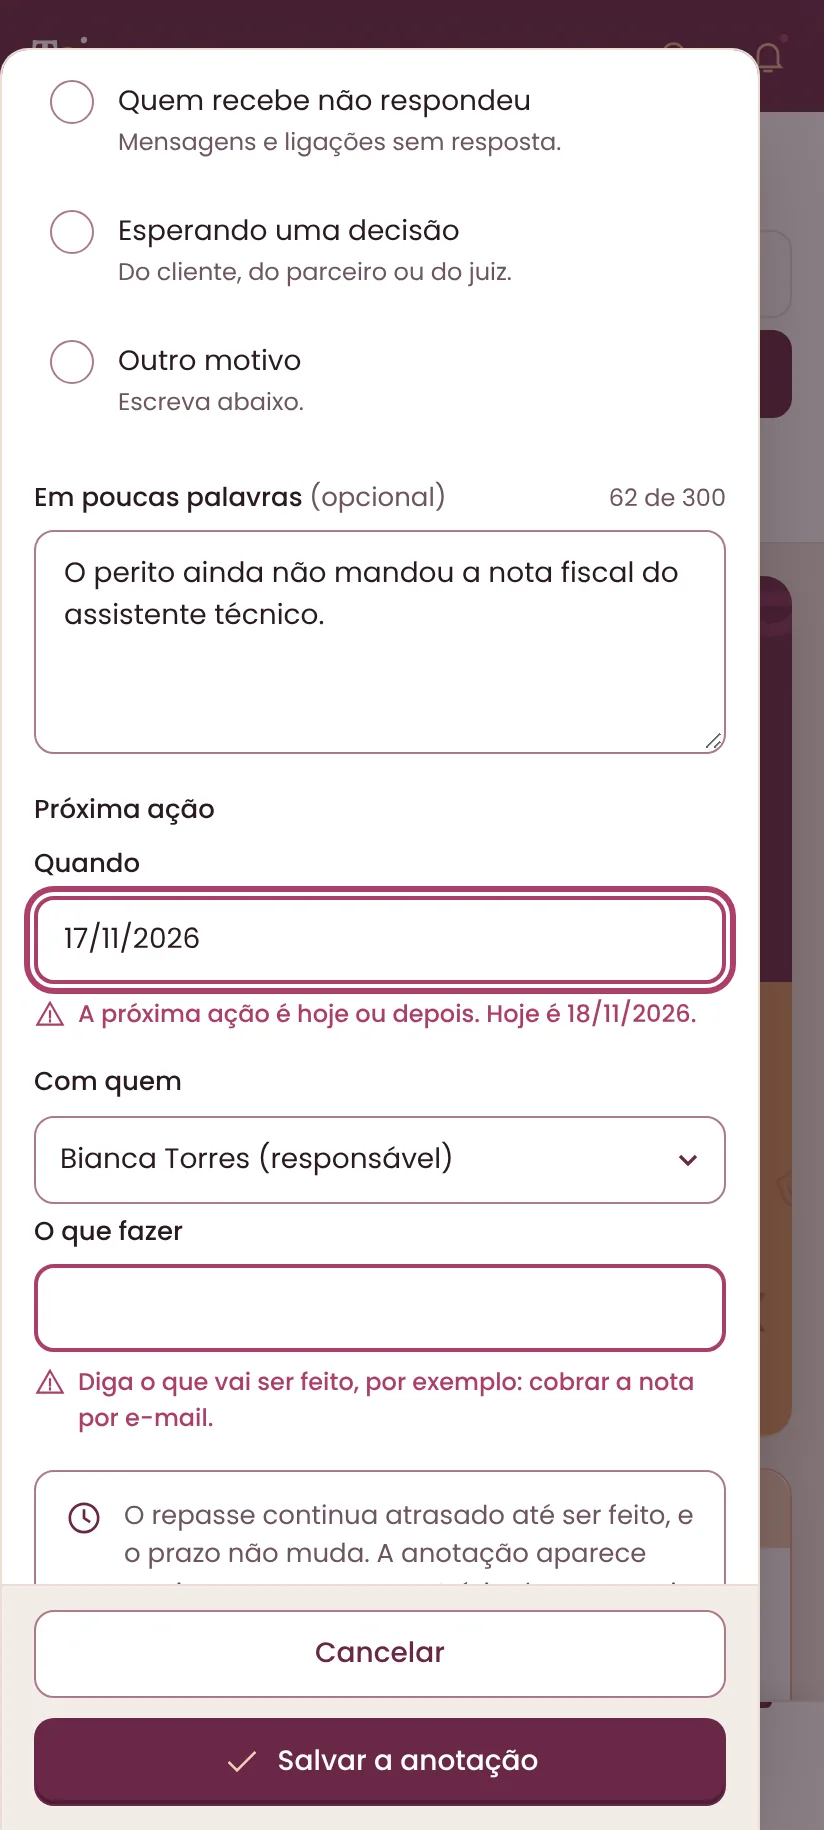 Quem recebe não respondeu
Mensagens e ligações sem resposta.
Esperando uma decisão
Do cliente, do parceiro ou do juiz.
Outro motivo
Escreva abaixo.
Em poucas palavras (opcional) 62 de 300
O perito ainda não mandou a nota fiscal do
assistente técnico.
Próxima ação
Quando
17/11/2026
A próxima ação é hoje ou depois. Hoje é 18/11/2026.
Com quem
Bianca Torres (responsável)
O que fazer
Diga o que vai ser feito, por exemplo: cobrar a nota
por e-mail.
O repasse continua atrasado até ser feito, e
o prazo não muda. A anotação aparece
Cancelar
Salvar a anotação